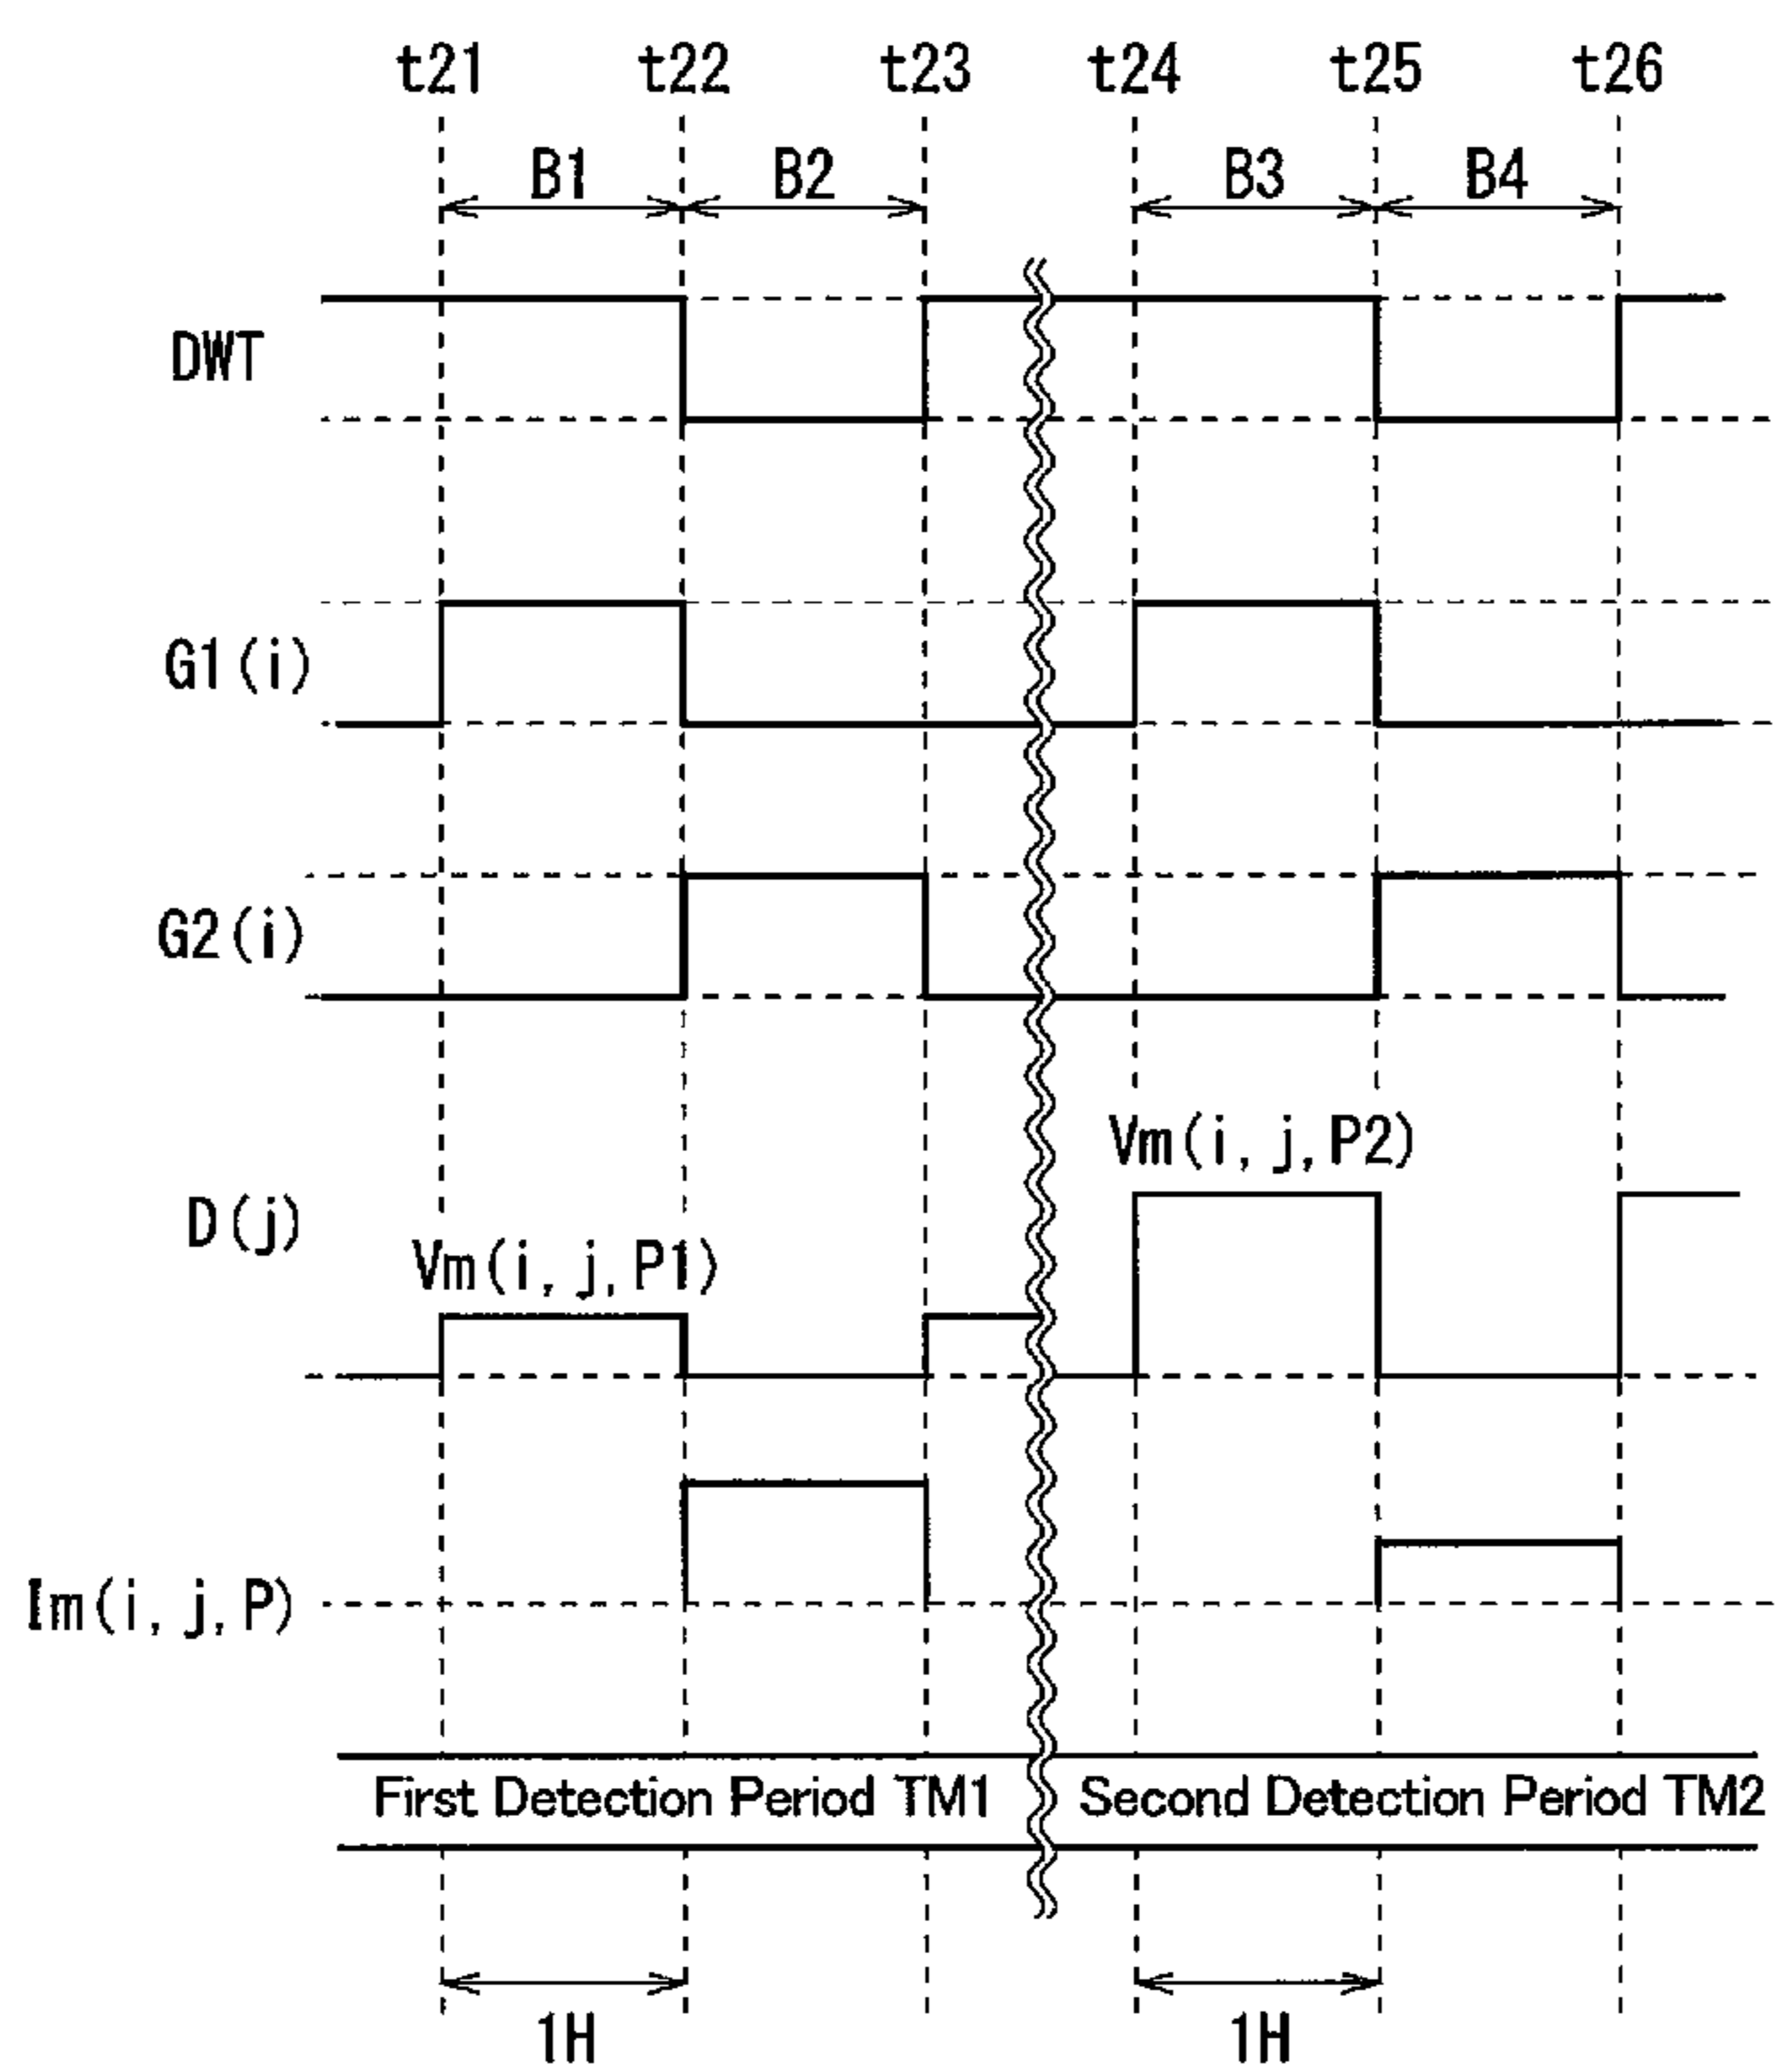 t21 t22 t23 t24 t25 t26
B1 B2 B3 B4
DWT
G1(i)
G2(i)
Vm(i, j, P2)
D(j)
Vm(i, j, P1)
Im(i, j, P)
First Detection Period TM1 Second Detection Period TM2
1H 1H